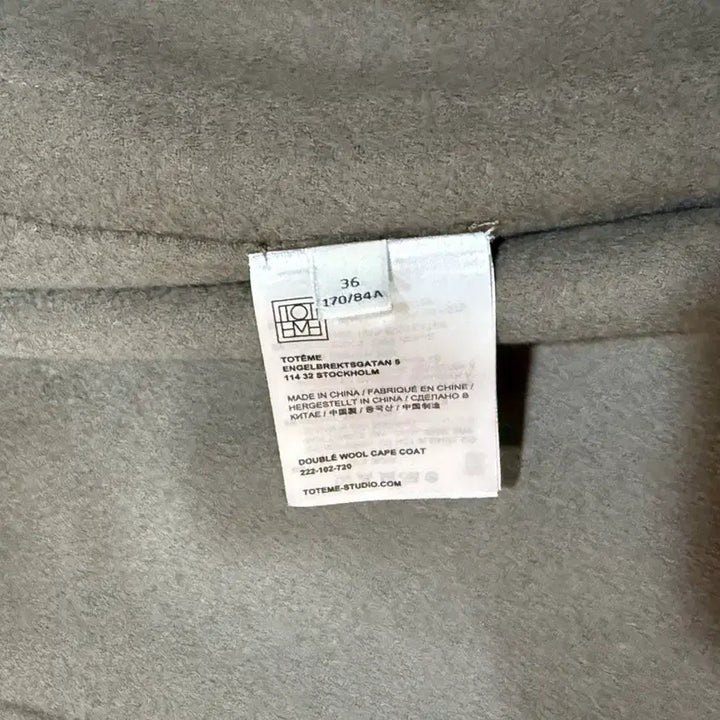 36
170/84A
TOT
EME
TOTÊME
ENGELBREKTSGATAN 5
114 32 STOCKHOLM
MADE IN CHINA / FABRIQUÉ EN CHINE /
HERGESTELLT IN CHINA / СДЕЛАНО В
КИТАЕ / 中国製 / 중국산 / 中国制造
DOUBLE WOOL CAPE COAT
222-102-720
TOTEME-STUDIO.COM